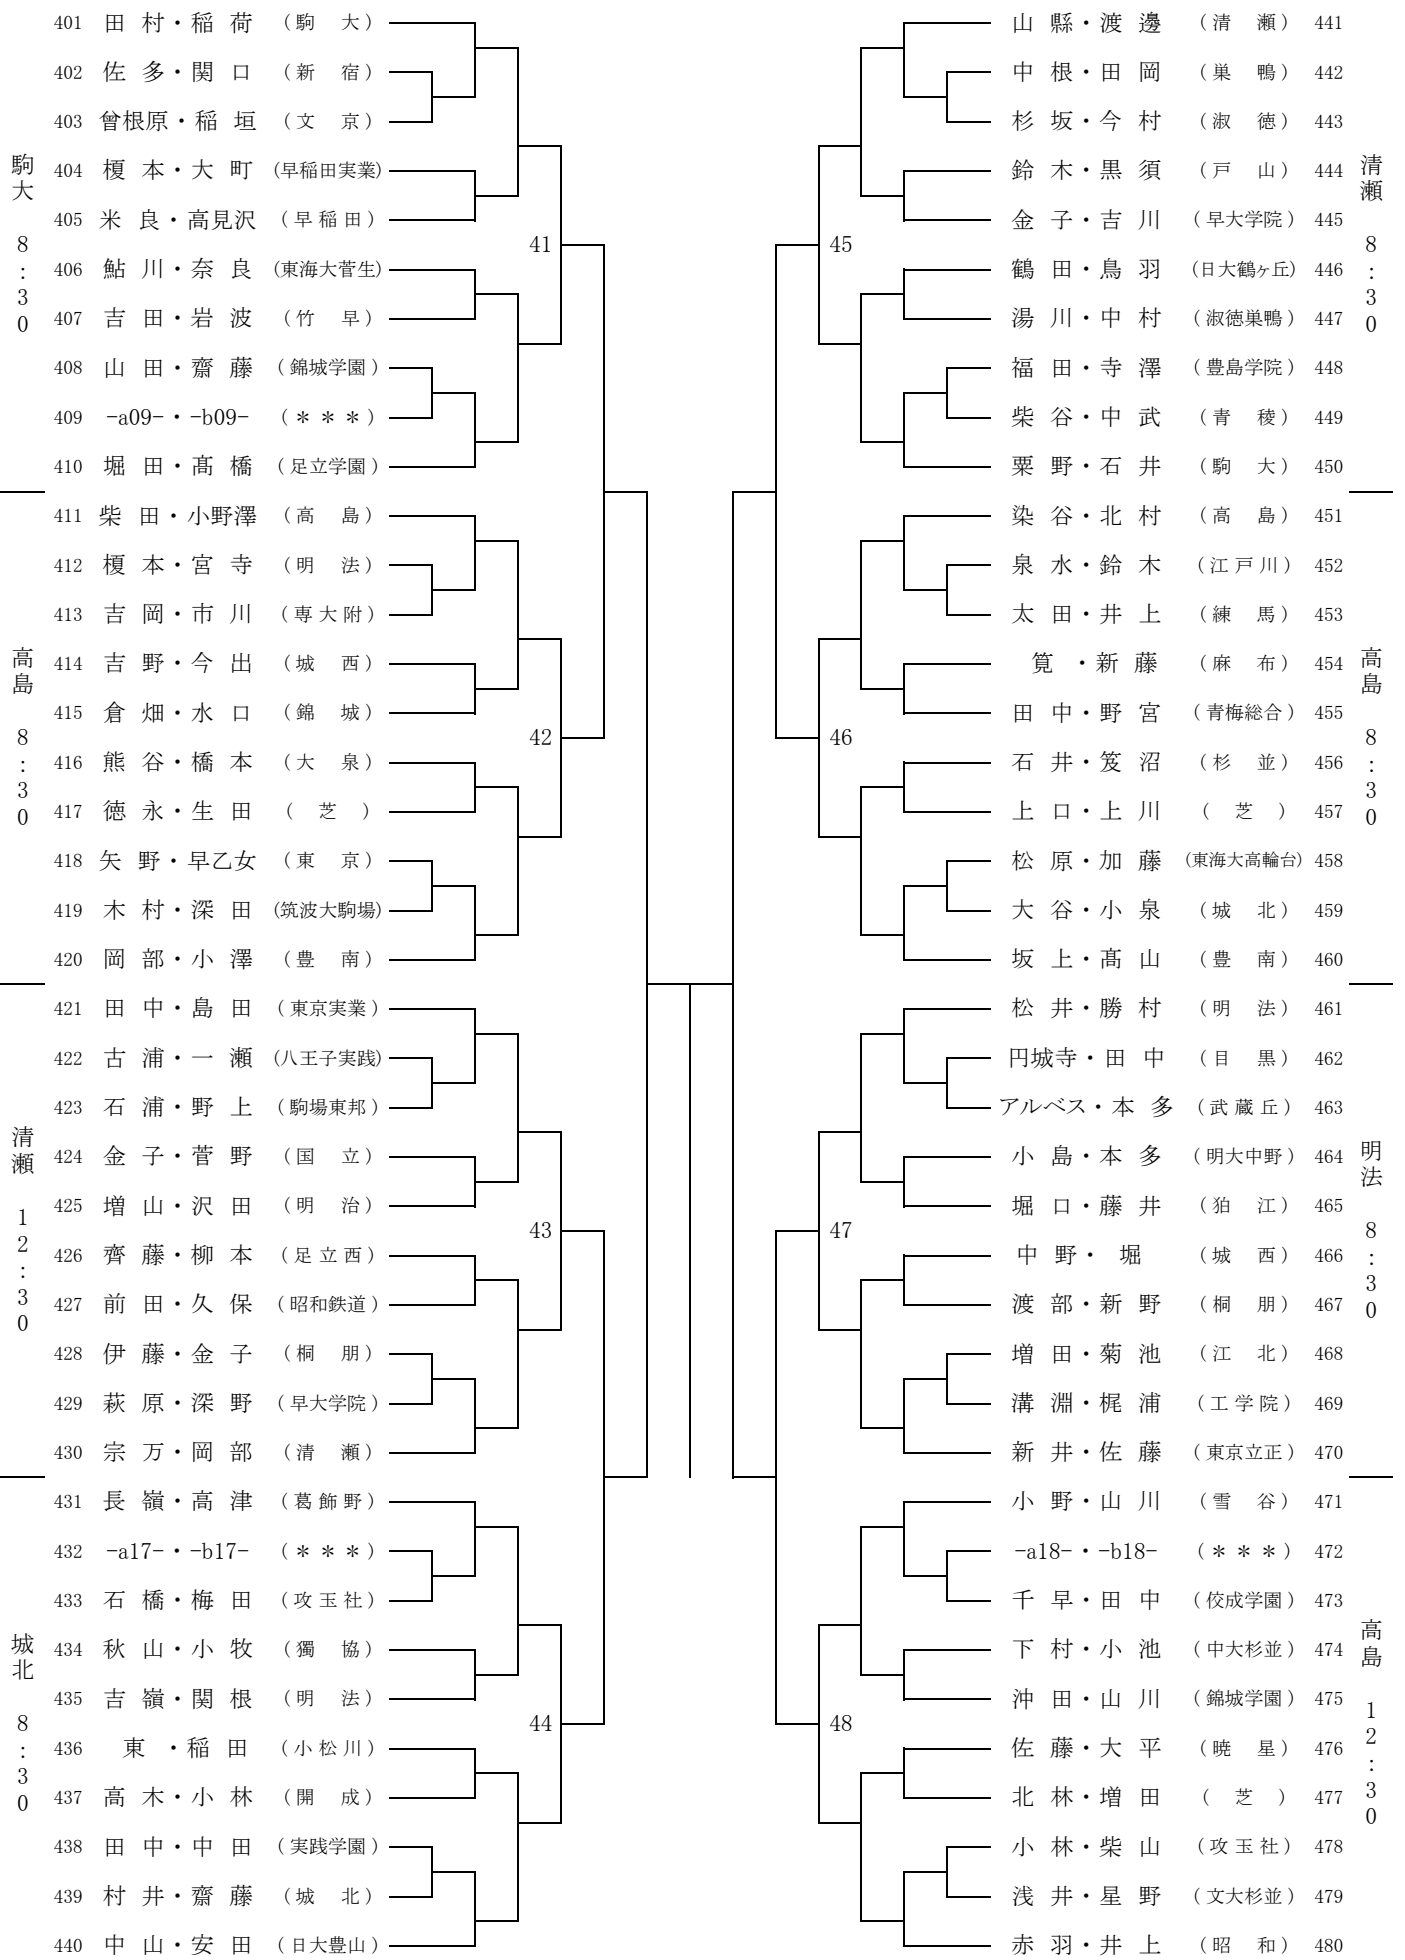 401 田村・稲荷 (駒大)
402 佐多・関口 (新宿)
403 曾根原・稲垣 (文京)
404 榎本・大町 (早稲田実業)
405 米良・高見沢 (早稲田)
406 鮎川・奈良 (東海大菅生)
407 吉田・岩波 (竹早)
408 山田・齋藤 (錦城学園)
409 -a09-・-b09- (＊＊＊)
410 堀田・髙橋 (足立学園)
駒大 8:30
41
411 柴田・小野澤 (高島)
412 榎本・宮寺 (明法)
413 吉岡・市川 (専大附)
414 吉野・今出 (城西)
415 倉畑・水口 (錦城)
416 熊谷・橋本 (大泉)
417 徳永・生田 (芝)
418 矢野・早乙女 (東京)
419 木村・深田 (筑波大駒場)
420 岡部・小澤 (豊南)
高島 8:30
42
421 田中・島田 (東京実業)
422 古浦・一瀬 (八王子実践)
423 石浦・野上 (駒場東邦)
424 金子・菅野 (国立)
425 増山・沢田 (明治)
426 齊藤・柳本 (足立西)
427 前田・久保 (昭和鉄道)
428 伊藤・金子 (桐朋)
429 萩原・深野 (早大学院)
430 宗万・岡部 (清瀬)
清瀬 12:30
43
431 長嶺・高津 (葛飾野)
432 -a17-・-b17- (＊＊＊)
433 石橋・梅田 (攻玉社)
434 秋山・小牧 (獨協)
435 吉嶺・関根 (明法)
436 東・稲田 (小松川)
437 高木・小林 (開成)
438 田中・中田 (実践学園)
439 村井・齋藤 (城北)
440 中山・安田 (日大豊山)
城北 8:30
44
山縣・渡邊 (清瀬) 441
中根・田岡 (巣鴨) 442
杉坂・今村 (淑徳) 443
鈴木・黒須 (戸山) 444
金子・吉川 (早大学院) 445
鶴田・鳥羽 (日大鶴ヶ丘) 446
湯川・中村 (淑徳巣鴨) 447
福田・寺澤 (豊島学院) 448
柴谷・中武 (青稜) 449
粟野・石井 (駒大) 450
清瀬 8:30
45
染谷・北村 (高島) 451
泉水・鈴木 (江戸川) 452
太田・井上 (練馬) 453
筧・新藤 (麻布) 454
田中・野宮 (青梅総合) 455
石井・笈沼 (杉並) 456
上口・上川 (芝) 457
松原・加藤 (東海大高輪台) 458
大谷・小泉 (城北) 459
坂上・髙山 (豊南) 460
高島 8:30
46
松井・勝村 (明法) 461
円城寺・田中 (目黒) 462
アルベス・本多 (武蔵丘) 463
小島・本多 (明大中野) 464
堀口・藤井 (狛江) 465
中野・堀 (城西) 466
渡部・新野 (桐朋) 467
増田・菊池 (江北) 468
溝淵・梶浦 (工学院) 469
新井・佐藤 (東京立正) 470
明法 8:30
47
小野・山川 (雪谷) 471
-a18-・-b18- (＊＊＊) 472
千早・田中 (佼成学園) 473
下村・小池 (中大杉並) 474
沖田・山川 (錦城学園) 475
佐藤・大平 (暁星) 476
北林・増田 (芝) 477
小林・柴山 (攻玉社) 478
浅井・星野 (文大杉並) 479
赤羽・井上 (昭和) 480
高島 12:30
48